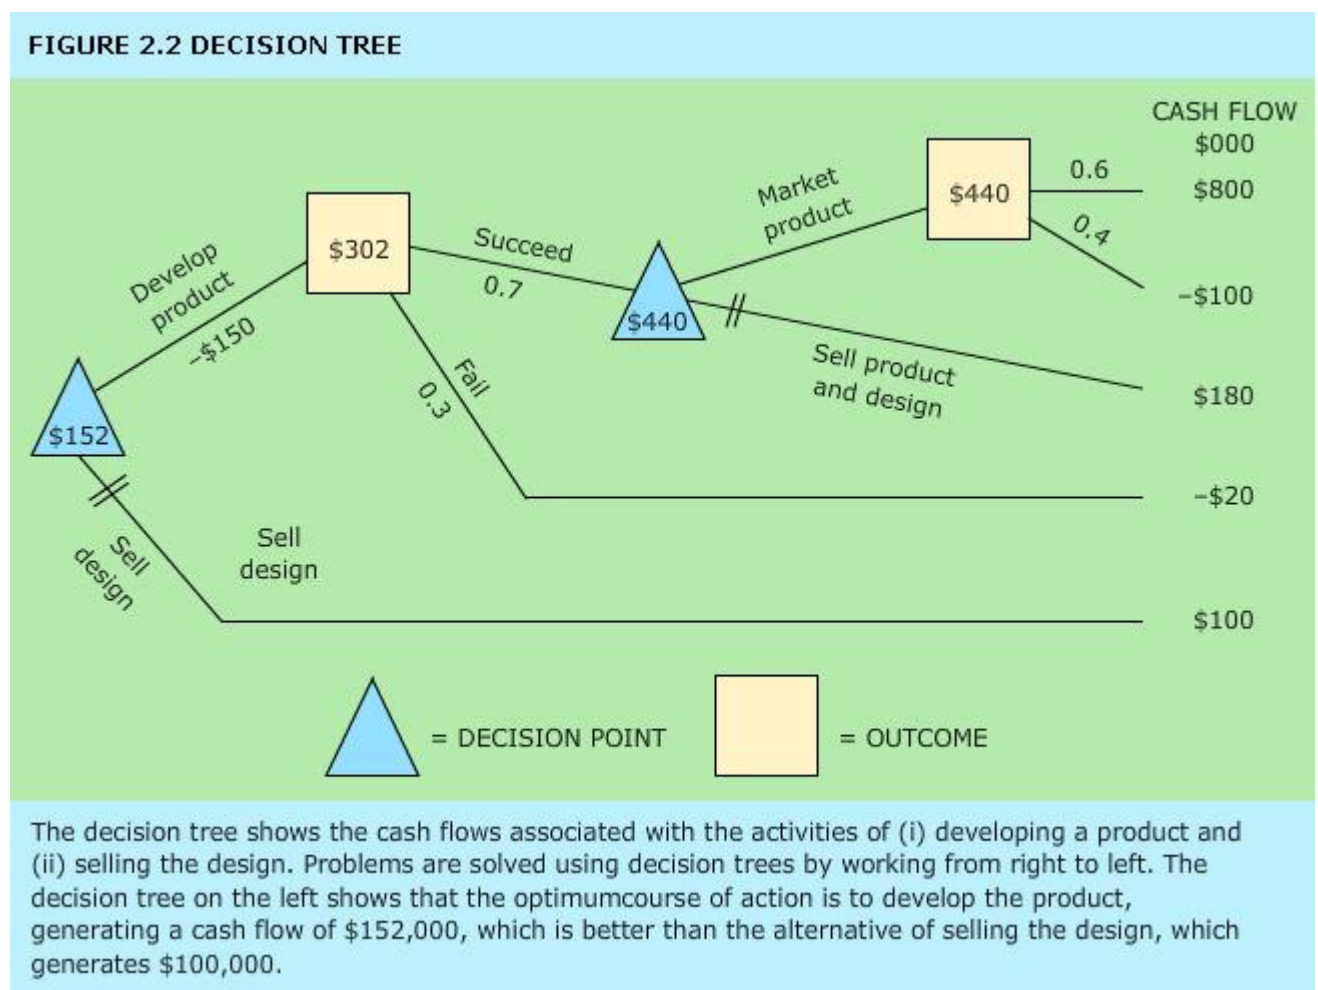 FIGURE 2.2 DECISION TREE
CASH FLOW
$000
Develop
product
–$150
$302
Succeed
0.7
Market
product
$440
0.6
$800
0.4
–$100
$440
Sell product
and design
$180
Fail
0.3
–$20
$152
Sell
design
Sell
design
$100
= DECISION POINT
= OUTCOME
The decision tree shows the cash flows associated with the activities of (i) developing a product and
(ii) selling the design. Problems are solved using decision trees by working from right to left. The
decision tree on the left shows that the optimumcourse of action is to develop the product,
generating a cash flow of $152,000, which is better than the alternative of selling the design, which
generates $100,000.